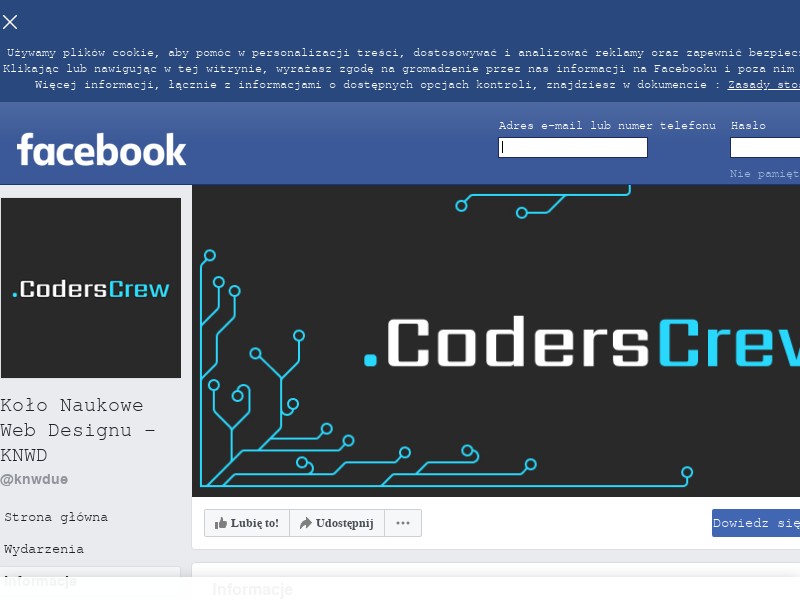 Używamy plików cookie, aby pomóc w personalizacji treści, dostosowywać i analizować reklamy oraz zapewnić
Klikając lub nawigując w tej witrynie, wyrażasz zgodę na gromadzenie przez nas informacji na Facebooku i poza nim
Więcej informacji, łącznie z informacjami o dostępnych opcjach kontroli, znajdziesz w dokumencie : Zasady
Adres e-mail lub numer telefonu Hasło
facebook
Nie
.CodersCrew
.CodersCrew
Koło Naukowe
Web Designu –
KNWD
@knwdue
Strona główna
Wydarzenia
Informacje
Lubię to! Udostępnij ... Dowiedz się
Informacje